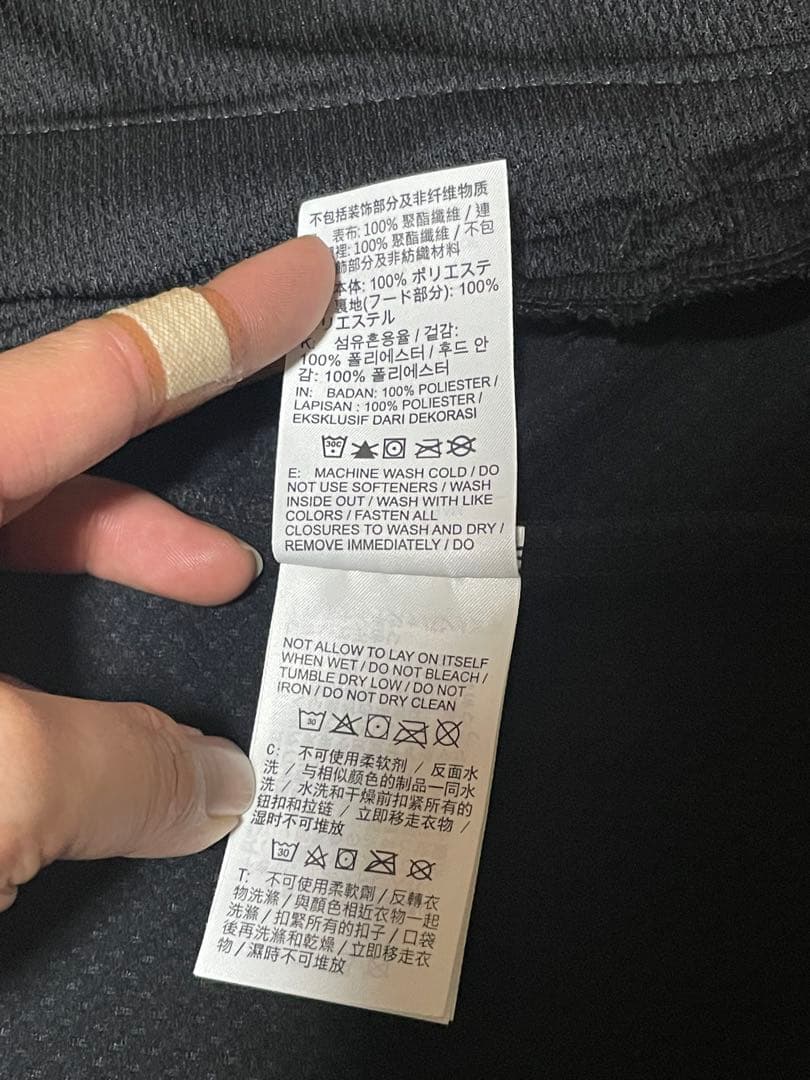 不包括装饰部分及非纤维物质
表布: 100% 聚酯纖維 / 連
裡: 100% 聚酯纖維 / 不包
飾部分及非紡織材料
本体: 100% ポリエステ
裏地(フード部分): 100%
リエステル
K: 섬유혼용율 / 겉감:
100% 폴리에스터 / 후드 안
감: 100% 폴리에스터
IN: BADAN: 100% POLIESTER /
LAPISAN : 100% POLIESTER /
EKSKLUSIF DARI DEKORASI
30C
E: MACHINE WASH COLD / DO
NOT USE SOFTENERS / WASH
INSIDE OUT / WASH WITH LIKE
COLORS / FASTEN ALL
CLOSURES TO WASH AND DRY /
REMOVE IMMEDIATELY / DO
NOT ALLOW TO LAY ON ITSELF
WHEN WET / DO NOT BLEACH /
TUMBLE DRY LOW / DO NOT
IRON / DO NOT DRY CLEAN
30
C: 不可使用柔软剂 / 反面水
洗 / 与相似颜色的制品一同水
洗 / 水洗和干燥前扣紧所有的
钮扣和拉链 / 立即移走衣物 /
湿时不可堆放
30
T: 不可使用柔軟劑 / 反轉衣
物洗滌 / 與顏色相近衣物一起
洗滌 / 扣緊所有的扣子 / 口袋
後再洗滌和乾燥 / 立即移走衣
物 / 濕時不可堆放